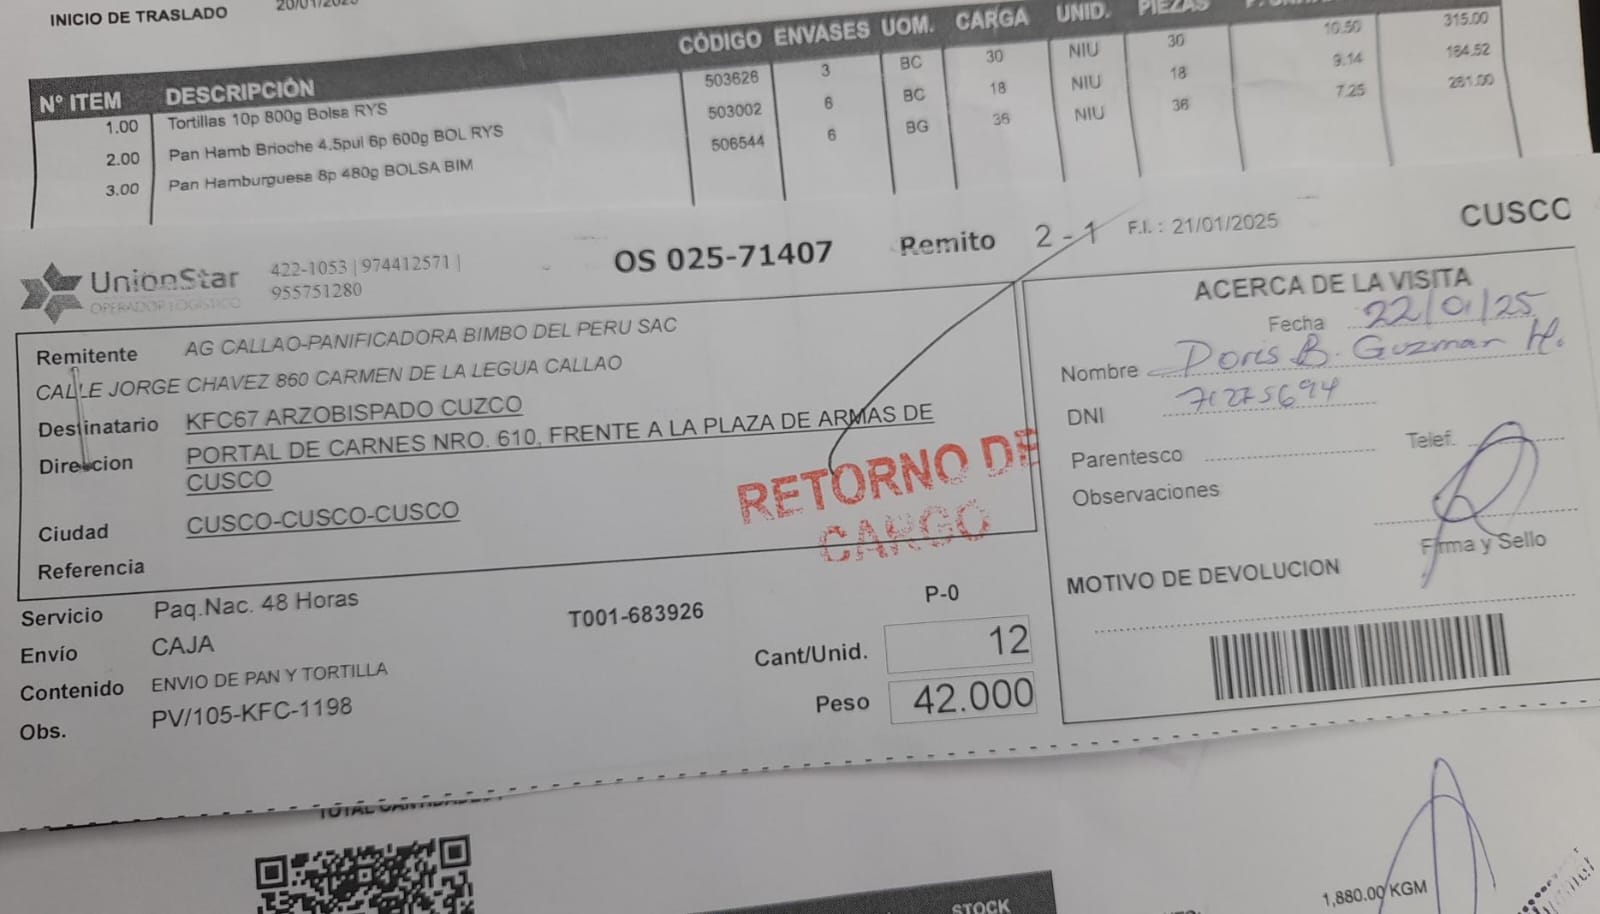 INICIO DE TRASLADO 20/01/2025
N° ITEM DESCRIPCIÓN CÓDIGO ENVASES UOM. CARGA UNID. PIEZAS
1.00 Tortillas 10p 800g Bolsa RYS 503626 3 BC 30 NIU 30 10.50 315.00
2.00 Pan Hamb Brioche 4.5pul 6p 600g BOL RYS 503002 6 BC 18 NIU 18 9.14 164.52
3.00 Pan Hamburguesa 8p 480g BOLSA BIM 506544 6 BG 36 NIU 36 7.25 261.00
UnionStar
OPERADOR LOGISTICO
422-1053 | 974412571 |
955751280
OS 025-71407 Remito 2 - 1 F.I. : 21/01/2025 CUSCO
Remitente AG CALLAO-PANIFICADORA BIMBO DEL PERU SAC
CALLE JORGE CHAVEZ 860 CARMEN DE LA LEGUA CALLAO
Destinatario KFC67 ARZOBISPADO CUZCO
Direccion PORTAL DE CARNES NRO. 610, FRENTE A LA PLAZA DE ARMAS DE
CUSCO
Ciudad CUSCO-CUSCO-CUSCO
Referencia
RETORNO DE
CARGO
ACERCA DE LA VISITA
Fecha 22/01/25
Nombre Doris B. Guzman H.
DNI 71275694
Parentesco Telef.
Observaciones
Firma y Sello
MOTIVO DE DEVOLUCION
Servicio Paq.Nac. 48 Horas
Envío CAJA
Contenido ENVIO DE PAN Y TORTILLA
Obs. PV/105-KFC-1198
T001-683926
P-0
Cant/Unid. 12
Peso 42.000
STOCK
1,880.00 KGM